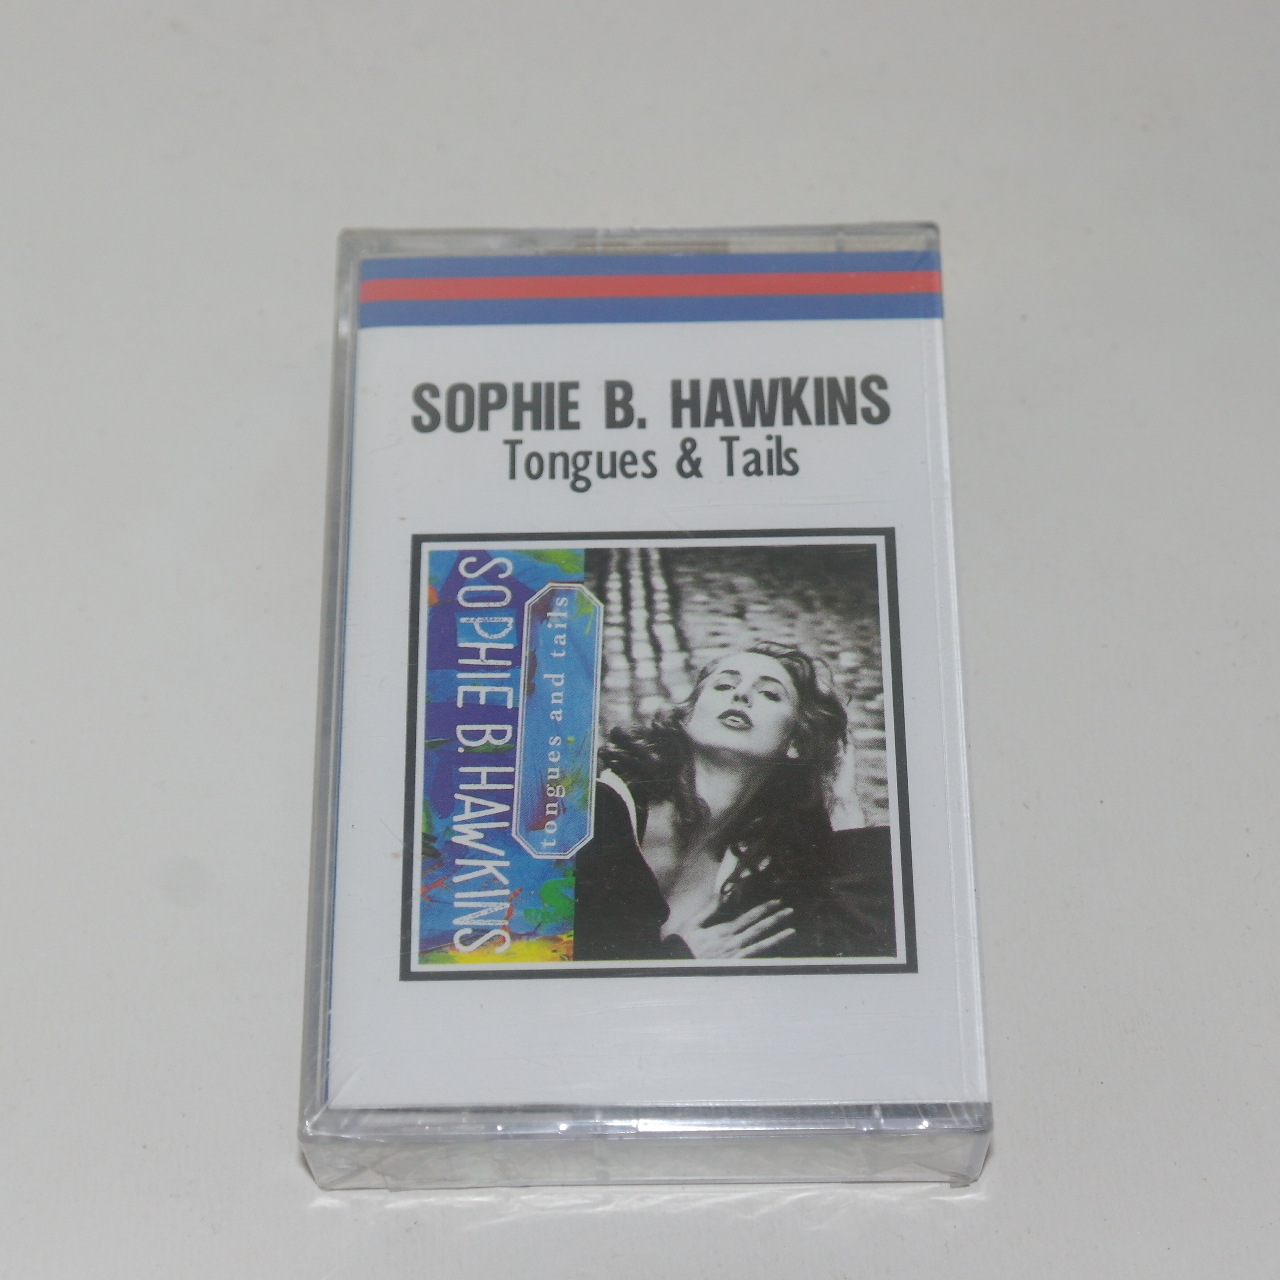 SOPHIE B. HAWKINS
Tongues & Tails
SOPHIE B. HAWKINS
tongues and tails